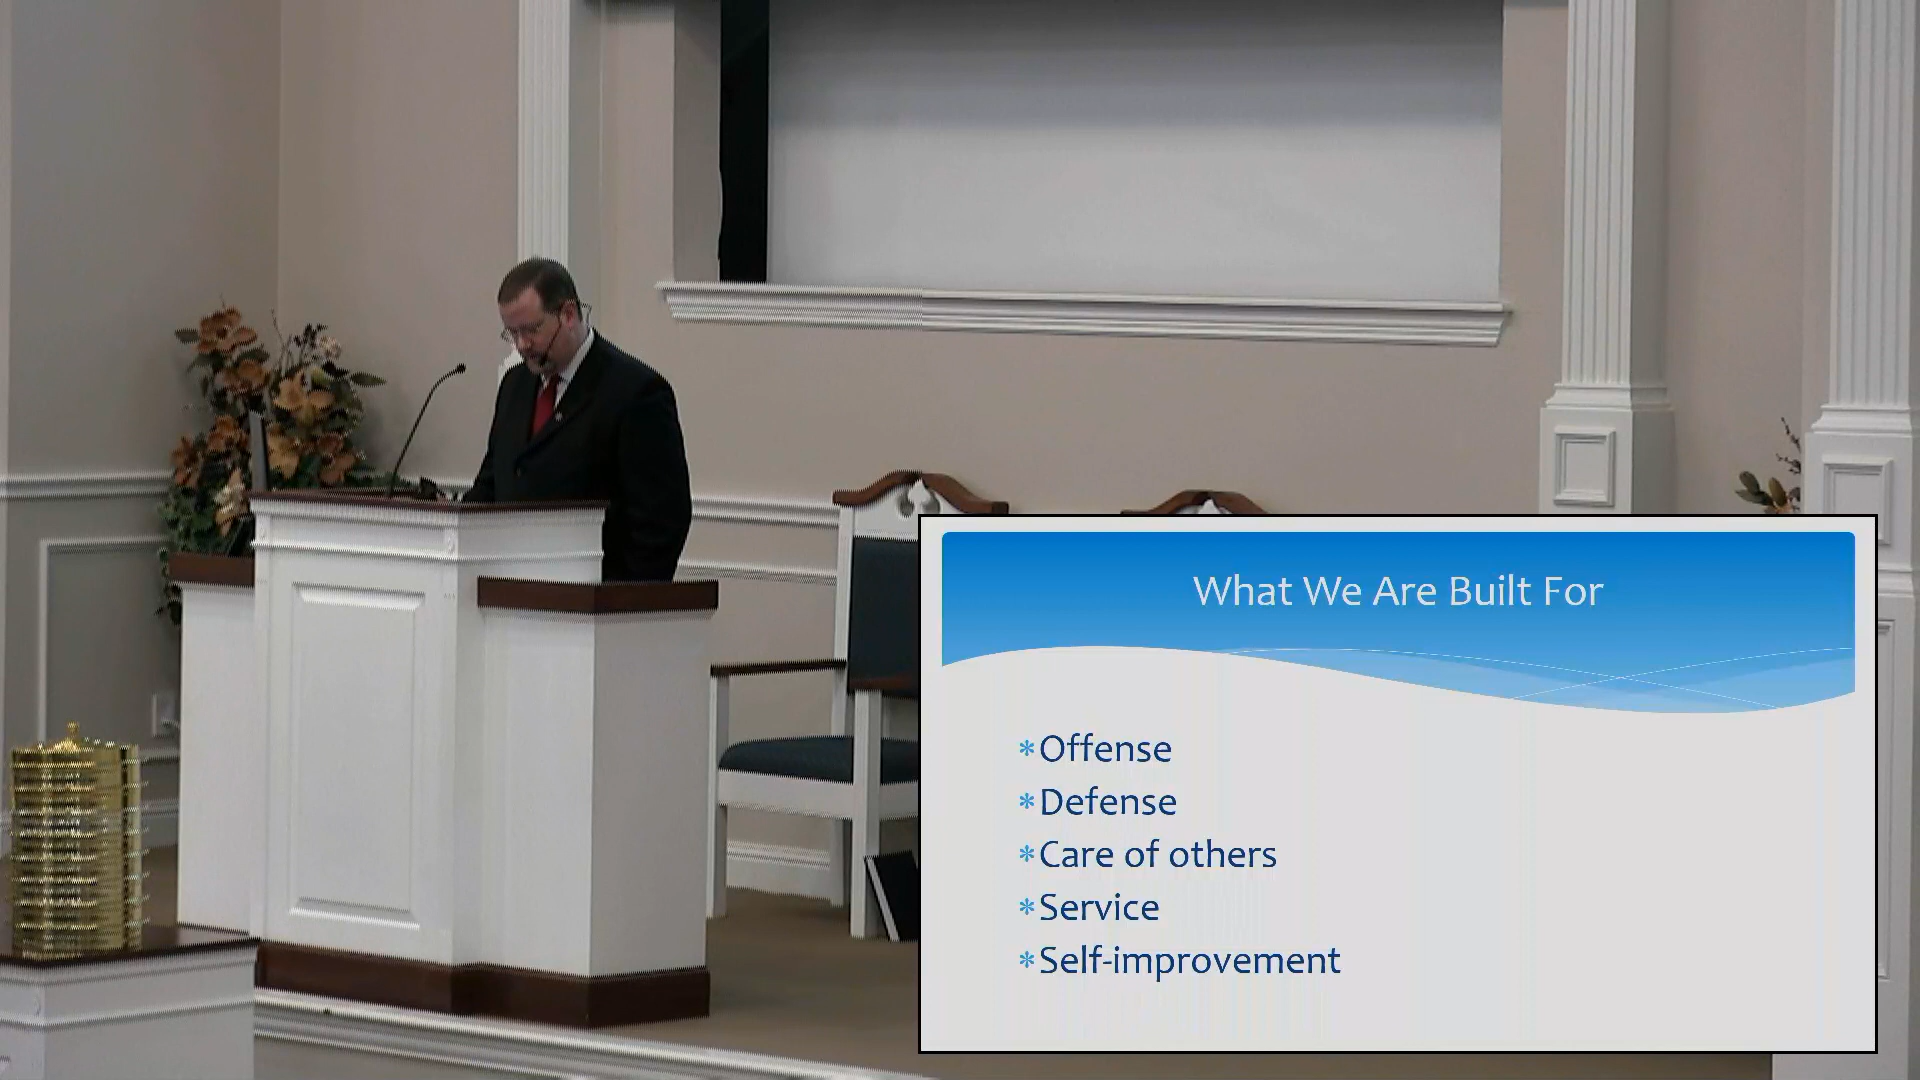 What We Are Built For
*Offense
*Defense
*Care of others
*Service
*Self-improvement